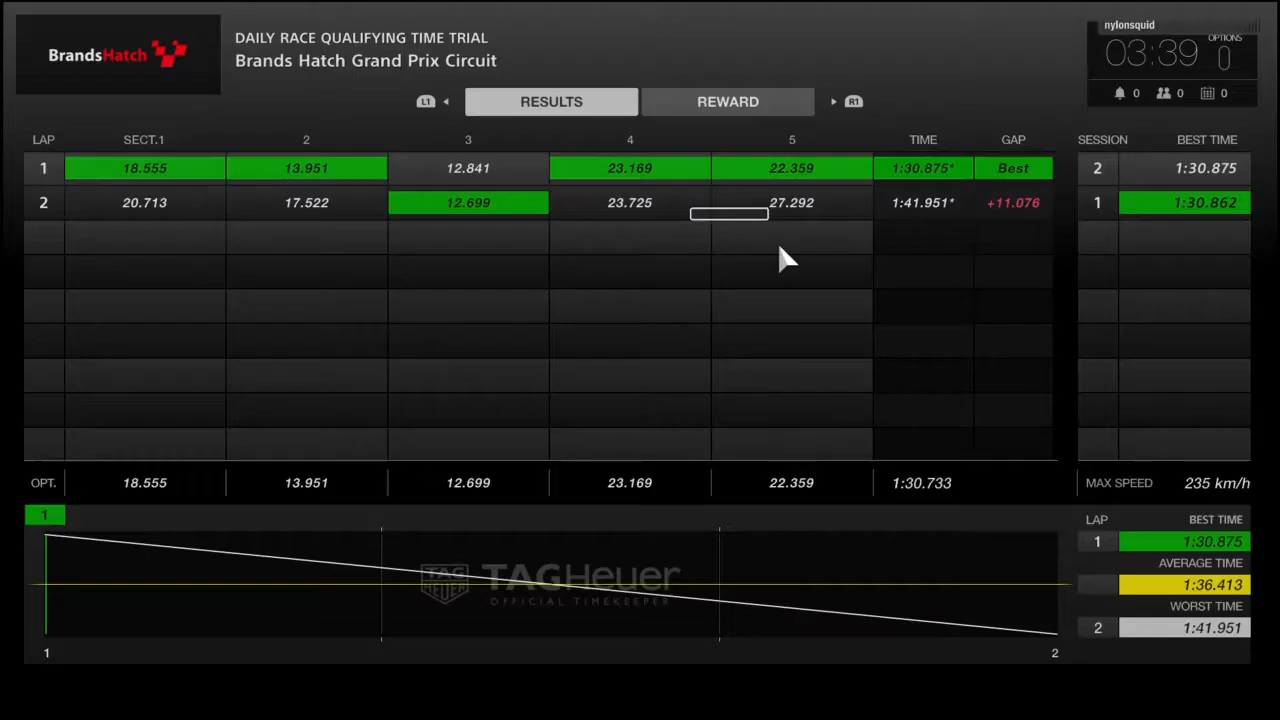 BrandsHatch
DAILY RACE QUALIFYING TIME TRIAL
Brands Hatch Grand Prix Circuit
nylonsquid
03:39
OPTIONS
0 0 0
L1 RESULTS REWARD R1
LAP SECT.1 2 3 4 5 TIME GAP SESSION BEST TIME
1 18.555 13.951 12.841 23.169 22.359 1:30.875* Best 2 1:30.875
2 20.713 17.522 12.699 23.725 27.292 1:41.951* +11.076 1 1:30.862
OPT. 18.555 13.951 12.699 23.169 22.359 1:30.733 MAX SPEED 235 km/h
1
LAP BEST TIME
1 1:30.875
AVERAGE TIME
1:36.413
WORST TIME
2 1:41.951
TAG HEUER TAGHeuer
OFFICIAL TIMEKEEPER
1 2